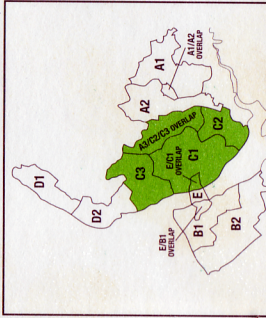 A1/A2
OVERLAP
A1
A2
A3/C2/C3 OVERLAP
C2
E/C1
OVERLAP
C1
C3
E
D1
D2
E/B1
OVERLAP
B1
B2